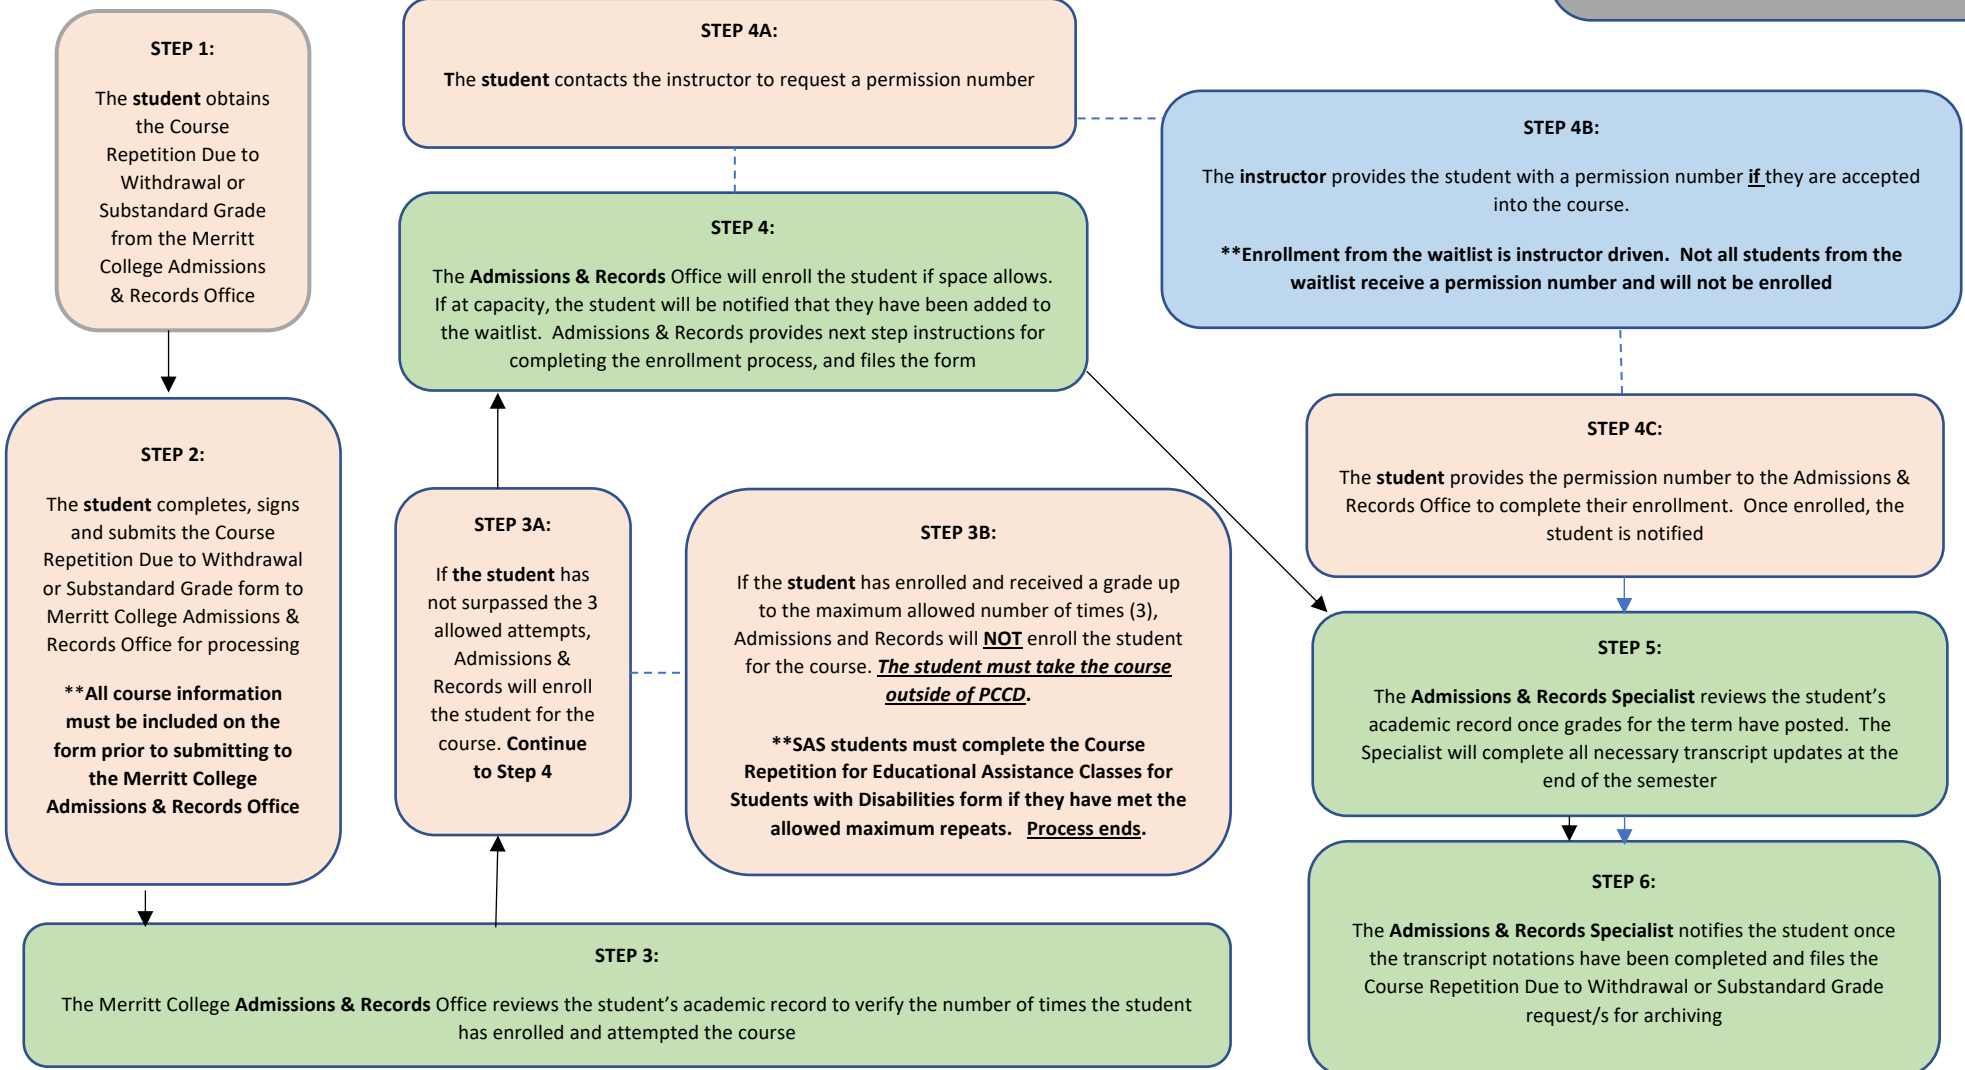 STEP 1:
The student obtains
the Course
Repetition Due to
Withdrawal or
Substandard Grade
from the Merritt
College Admissions
& Records Office
STEP 2:
The student completes, signs
and submits the Course
Repetition Due to Withdrawal
or Substandard Grade form to
Merritt College Admissions &
Records Office for processing
**All course information
must be included on the
form prior to submitting to
the Merritt College
Admissions & Records Office
STEP 3:
The Merritt College Admissions & Records Office reviews the student’s academic record to verify the number of times the student
has enrolled and attempted the course
STEP 3A:
If the student has
not surpassed the 3
allowed attempts,
Admissions &
Records will enroll
the student for the
course. Continue
to Step 4
STEP 3B:
If the student has enrolled and received a grade up
to the maximum allowed number of times (3),
Admissions and Records will NOT enroll the student
for the course. The student must take the course
outside of PCCD.
**SAS students must complete the Course
Repetition for Educational Assistance Classes for
Students with Disabilities form if they have met the
allowed maximum repeats. Process ends.
STEP 4:
The Admissions & Records Office will enroll the student if space allows.
If at capacity, the student will be notified that they have been added to
the waitlist. Admissions & Records provides next step instructions for
completing the enrollment process, and files the form
STEP 4A:
The student contacts the instructor to request a permission number
STEP 4B:
The instructor provides the student with a permission number if they are accepted
into the course.
**Enrollment from the waitlist is instructor driven. Not all students from the
waitlist receive a permission number and will not be enrolled
STEP 4C:
The student provides the permission number to the Admissions &
Records Office to complete their enrollment. Once enrolled, the
student is notified
STEP 5:
The Admissions & Records Specialist reviews the student’s
academic record once grades for the term have posted. The
Specialist will complete all necessary transcript updates at the
end of the semester
STEP 6:
The Admissions & Records Specialist notifies the student once
the transcript notations have been completed and files the
Course Repetition Due to Withdrawal or Substandard Grade
request/s for archiving